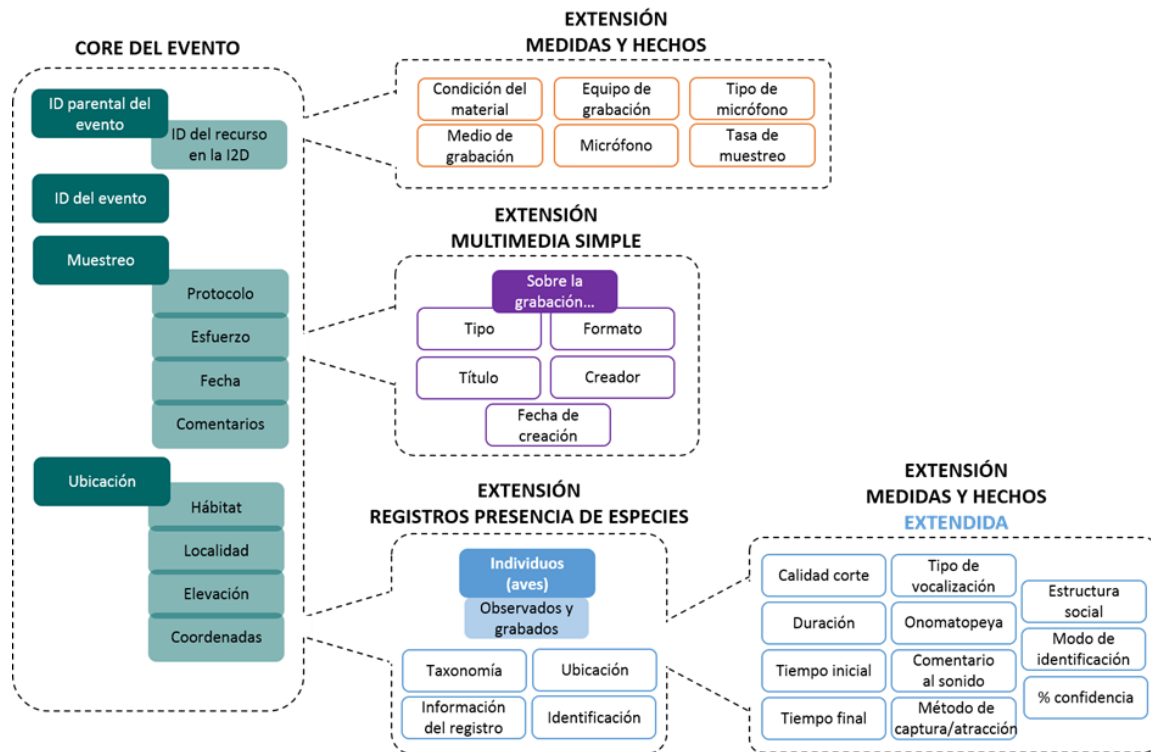 CORE DEL EVENTO
ID parental del
evento
ID del recurso
en la I2D
ID del evento
Muestreo
Protocolo
Esfuerzo
Fecha
Comentarios
Ubicación
Hábitat
Localidad
Elevación
Coordenadas
EXTENSIÓN
MEDIDAS Y HECHOS
Condición del
material
Equipo de
grabación
Tipo de
micrófono
Medio de
grabación
Micrófono
Tasa de
muestreo
EXTENSIÓN
MULTIMEDIA SIMPLE
Sobre la
grabación...
Tipo
Formato
Título
Creador
Fecha de
creación
EXTENSIÓN
REGISTROS PRESENCIA DE ESPECIES
Individuos
(aves)
Observados y
grabados
Taxonomía
Ubicación
Información
del registro
Identificación
EXTENSIÓN
MEDIDAS Y HECHOS
EXTENDIDA
Calidad corte
Duración
Tiempo inicial
Tiempo final
Tipo de
vocalización
Onomatopeya
Comentario
al sonido
Método de
captura/atracción
Estructura
social
Modo de
identificación
% confidencia